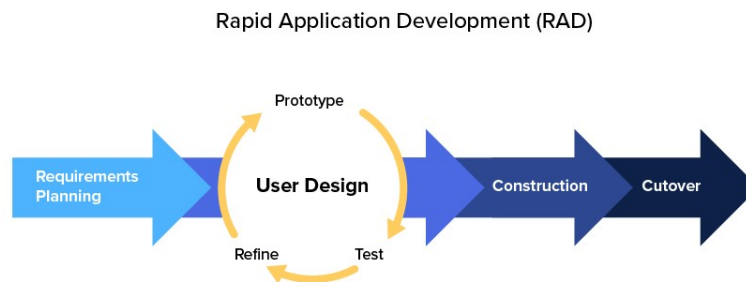 Rapid Application Development (RAD)
Prototype
Requirements
Planning
User Design
Construction
Cutover
Refine
Test